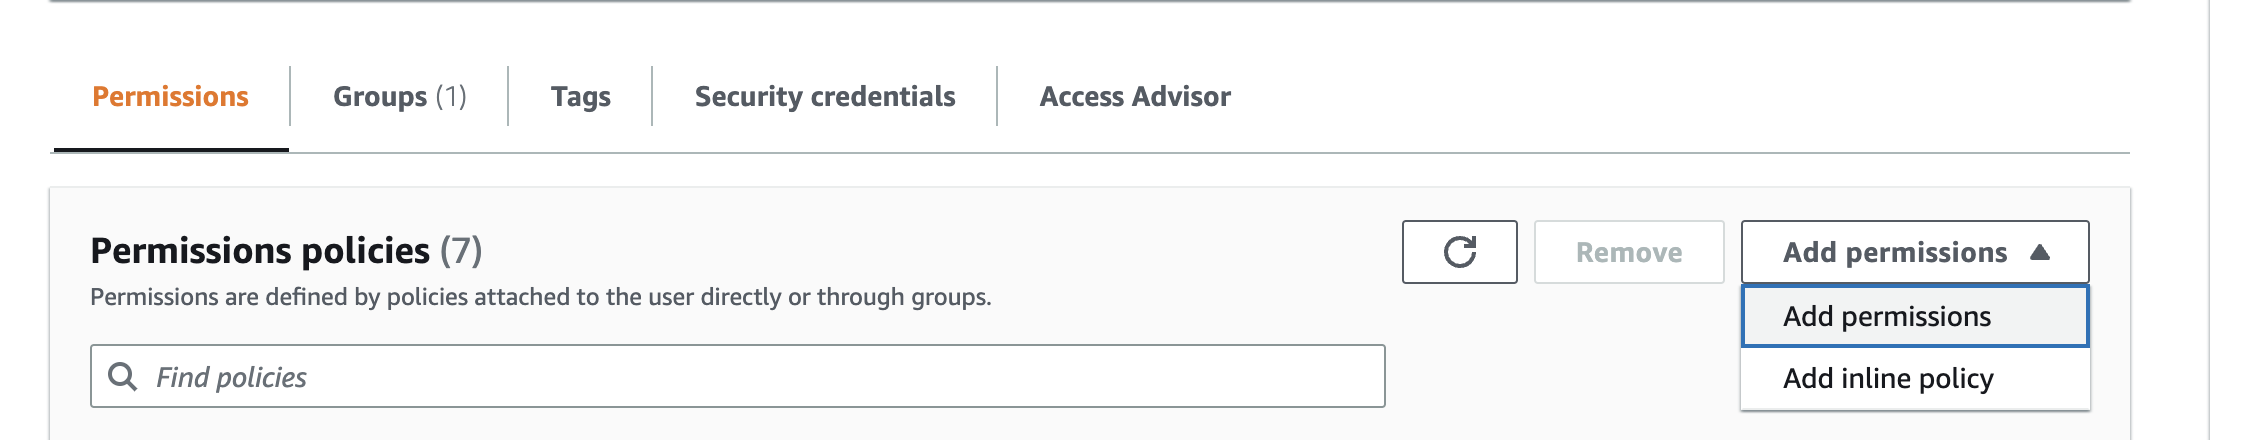 Permissions
Groups (1)
Tags
Security credentials
Access Advisor
Permissions policies (7)
Permissions are defined by policies attached to the user directly or through groups.
Remove
Add permissions
Add permissions
Add inline policy
Find policies